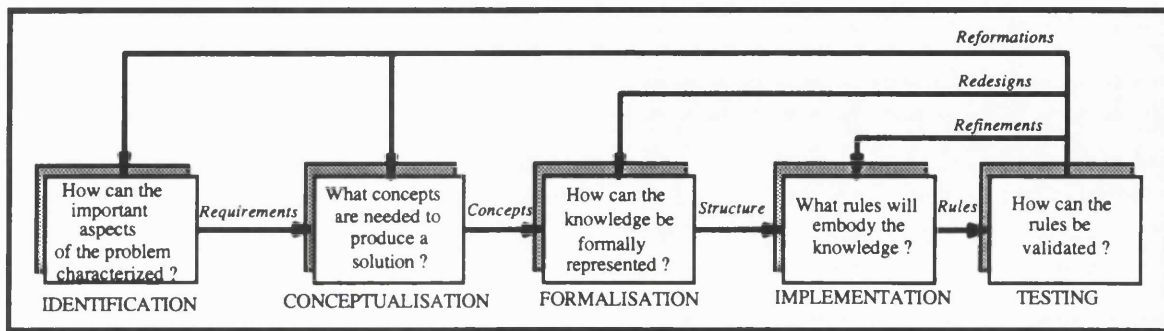 Reformations
Redesigns
Refinements
How can the
important
aspects
of the problem
characterized ?
Requirements
What concepts
are needed to
produce a
solution ?
Concepts
How can the
knowledge be
formally
represented ?
Structure
What rules will
embody the
knowledge ?
Rules
How can the
rules be
validated ?
IDENTIFICATION
CONCEPTUALISATION
FORMALISATION
IMPLEMENTATION
TESTING